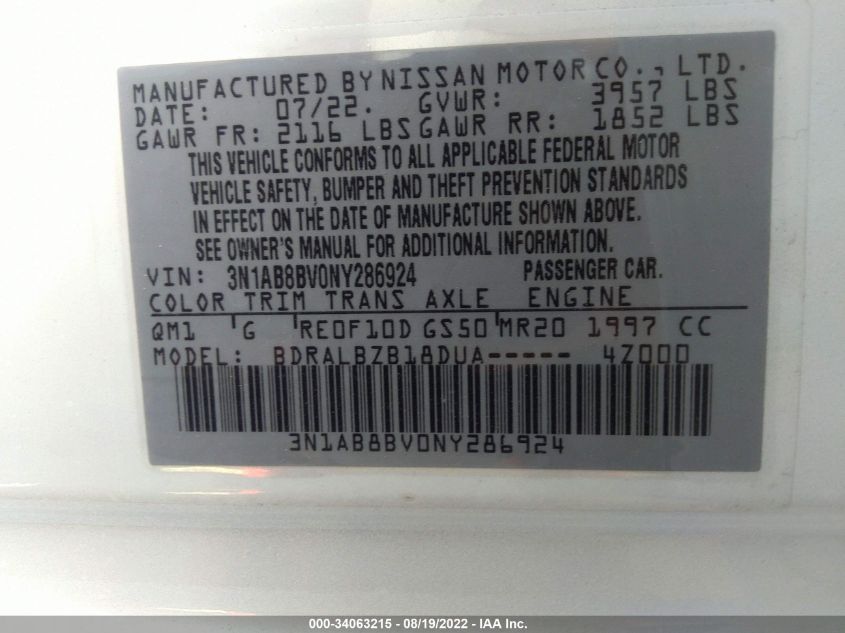 MANUFACTURED BY NISSAN MOTOR CO., LTD.
DATE: 07/22. GVWR: 3957 LBS
GAWR FR: 2116 LBS GAWR RR: 1852 LBS
THIS VEHICLE CONFORMS TO ALL APPLICABLE FEDERAL MOTOR
VEHICLE SAFETY, BUMPER AND THEFT PREVENTION STANDARDS
IN EFFECT ON THE DATE OF MANUFACTURE SHOWN ABOVE.
SEE OWNER'S MANUAL FOR ADDITIONAL INFORMATION.
VIN: 3N1AB8BV0NY286924 PASSENGER CAR.
COLOR TRIM TRANS AXLE ENGINE
QM1 'G 'RE0F10D GS50'MR20 1997 CC
MODEL: BDRALBZB18DUA----- 4Z000
3N1AB8BV0NY286924
000-34063215 - 08/19/2022 - IAA Inc.